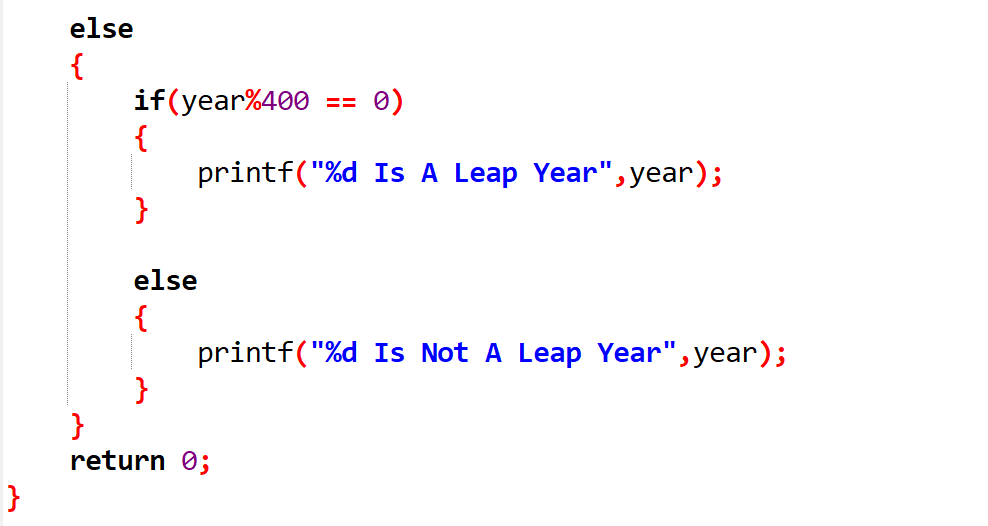 else
{
if(year%400 == 0)
{
printf("%d Is A Leap Year",year);
}
else
{
printf("%d Is Not A Leap Year",year);
}
}
return 0;
}